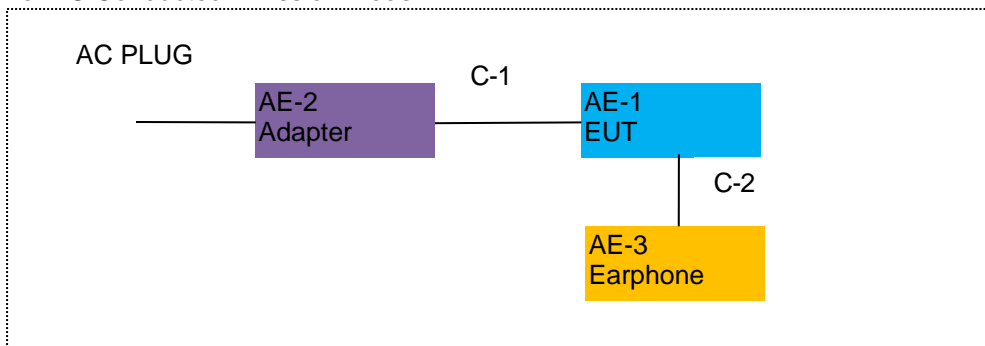 AC PLUG
C-1
AE-2
Adapter
AE-1
EUT
C-2
AE-3
Earphone